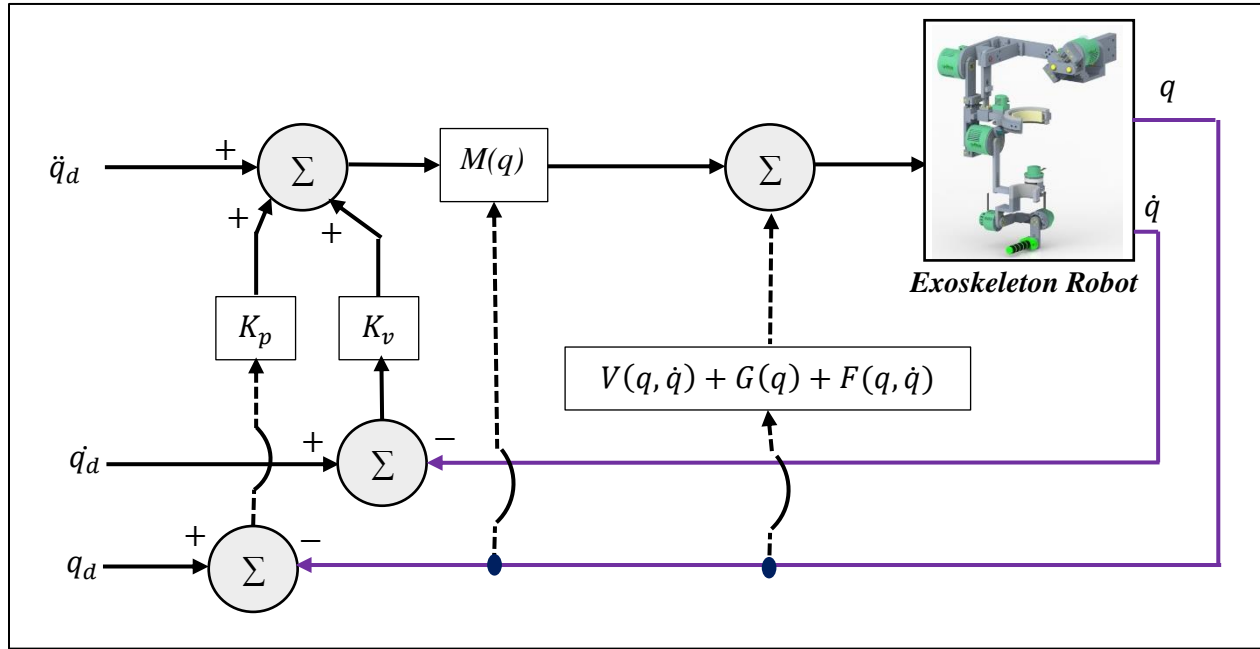 q
+
q̈_d
Σ
M(q)
Σ
q̇
+
+
Exoskeleton Robot
K_p
K_v
V(q, q̇) + G(q) + F(q, q̇)
+
−
q̇_d
Σ
+
−
q_d
Σ